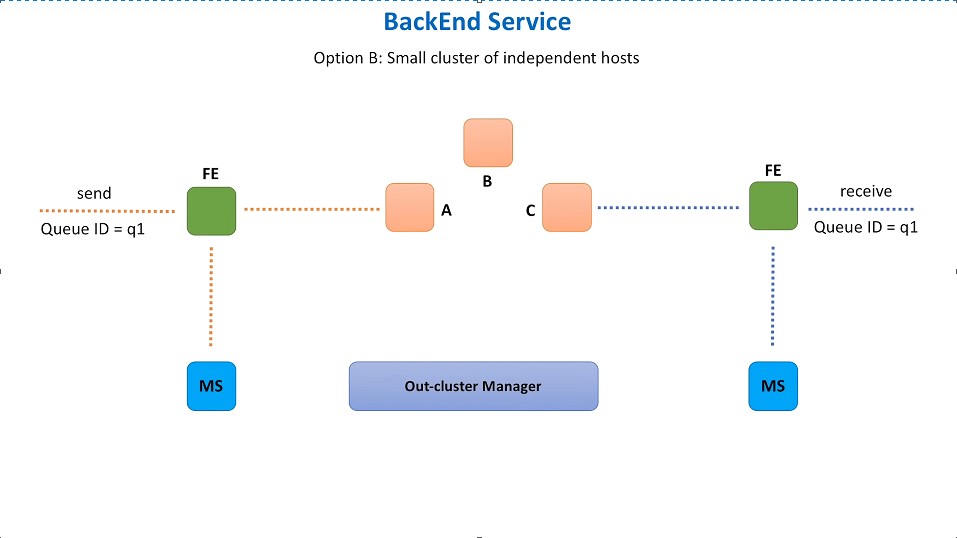 BackEnd Service
Option B: Small cluster of independent hosts
B
FE
send
Queue ID = q1
A
C
FE
receive
Queue ID = q1
MS
Out-cluster Manager
MS